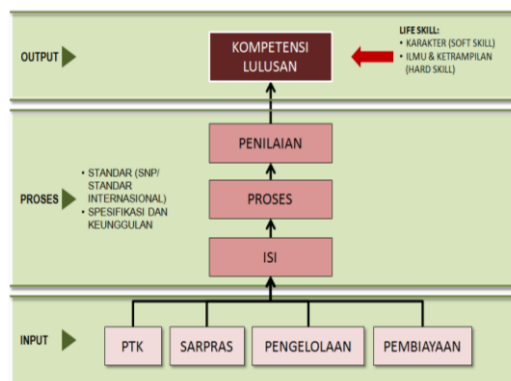 OUTPUT
KOMPETENSI
LULUSAN
LIFE SKILL:
• KARAKTER (SOFT SKILL)
• ILMU & KETRAMPILAN
(HARD SKILL)
PROSES
• STANDAR (SNP/
STANDAR
INTERNASIONAL)
• SPESIFIKASI DAN
KEUNGGULAN
PENILAIAN
PROSES
ISI
INPUT
PTK
SARPRAS
PENGELOLAAN
PEMBIAYAAN